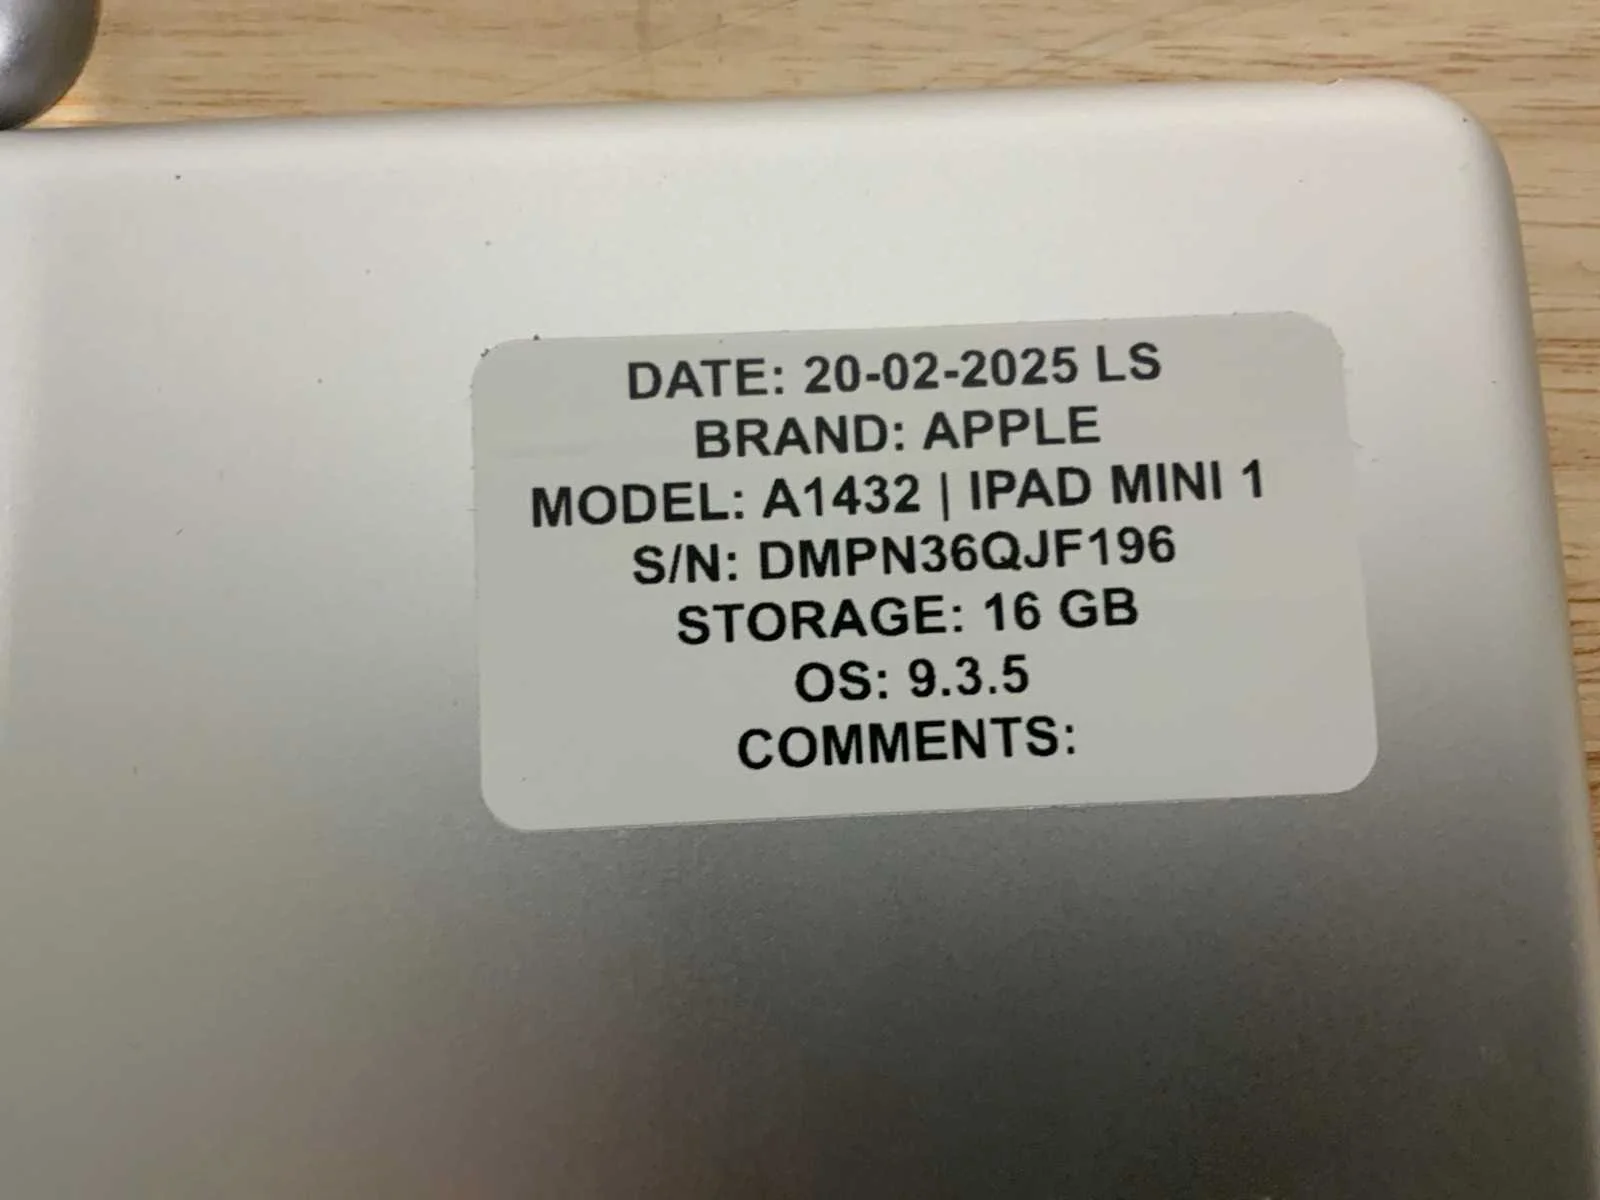 DATE: 20-02-2025 LS
BRAND: APPLE
MODEL: A1432 | IPAD MINI 1
S/N: DMPN36QJF196
STORAGE: 16 GB
OS: 9.3.5
COMMENTS: